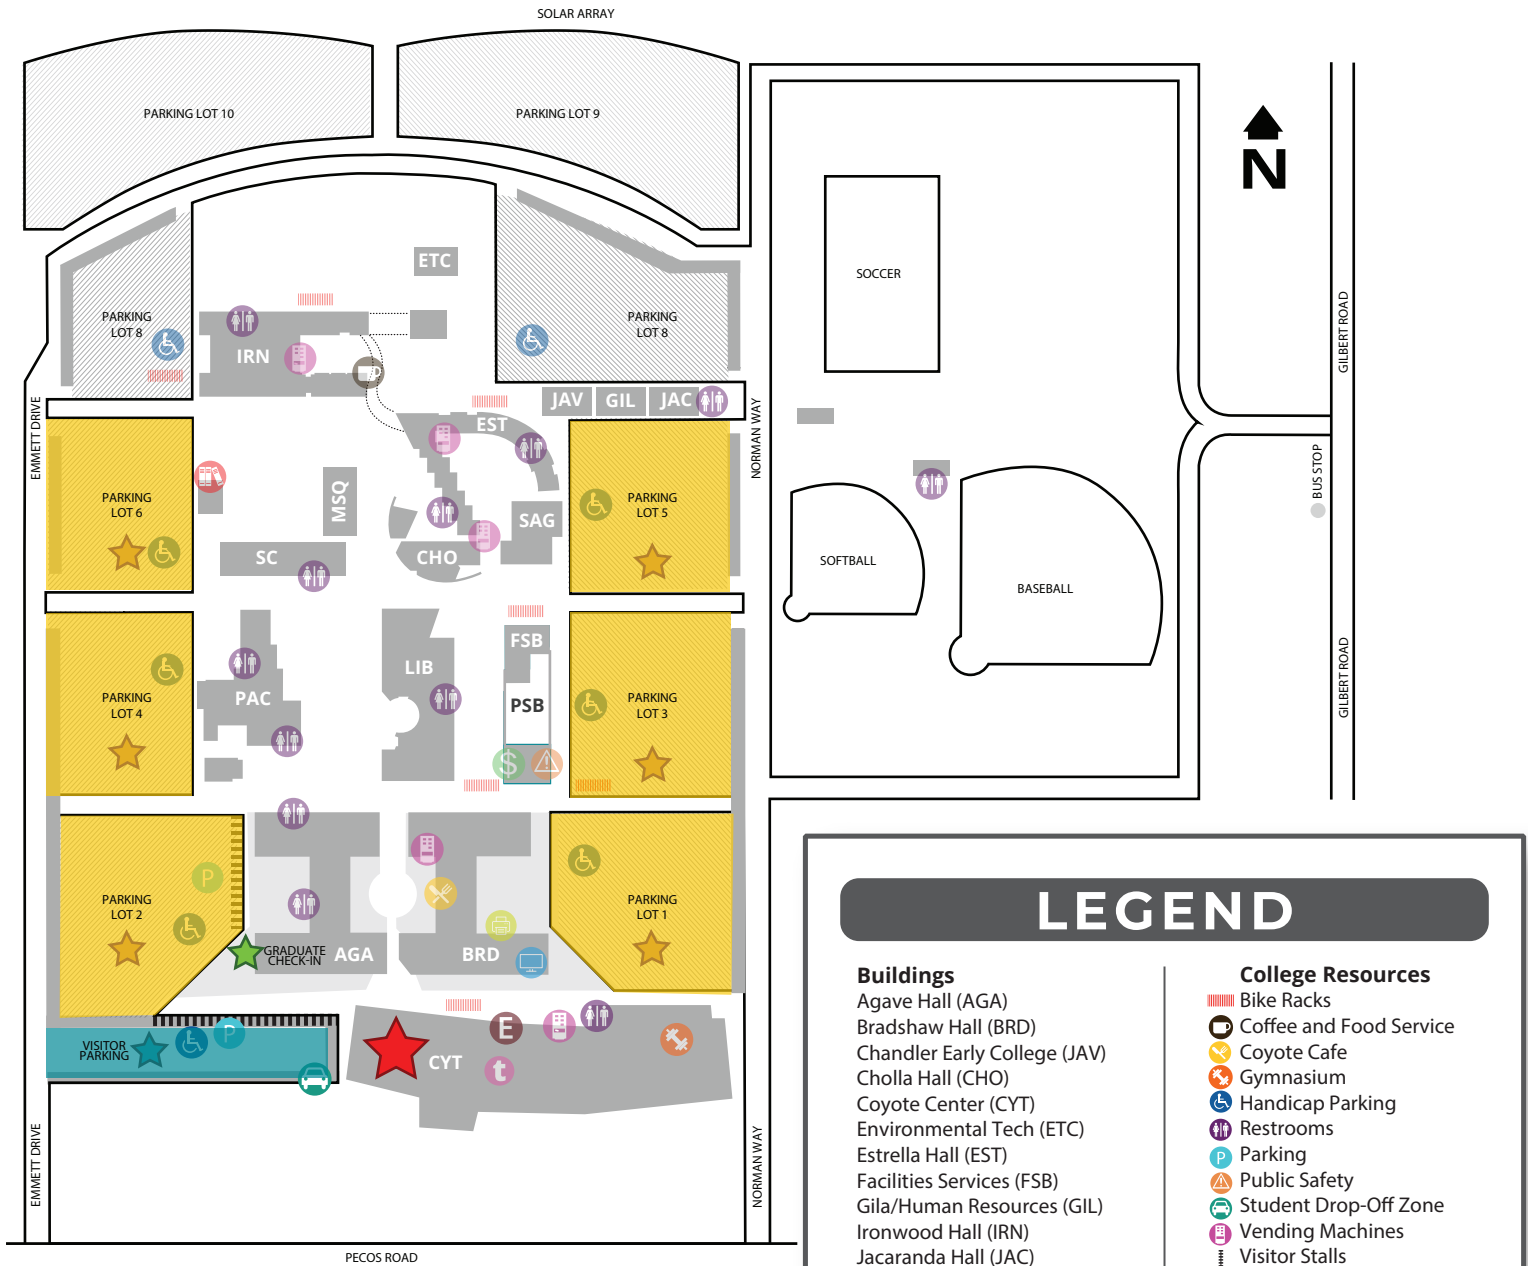 SOLAR ARRAY
PARKING LOT 10
PARKING LOT 9
N
ETC
SOCCER
PARKING
LOT 8
PARKING
LOT 8
IRN
GILBERT ROAD
JAV
GIL
JAC
EST
EMMETT DRIVE
NORMAN WAY
PARKING
LOT 6
MSQ
PARKING
LOT 5
SAG
BUS STOP
SC
CHO
SOFTBALL
BASEBALL
FSB
LIB
PARKING
LOT 4
PAC
PSB
PARKING
LOT 3
GILBERT ROAD
$
P
PARKING
LOT 2
PARKING
LOT 1
GRADUATE
CHECK-IN
AGA
BRD
VISITOR
PARKING
P
E
CYT
t
EMMETT DRIVE
NORMAN WAY
PECOS ROAD
LEGEND
Buildings
Agave Hall (AGA)
Bradshaw Hall (BRD)
Chandler Early College (JAV)
Cholla Hall (CHO)
Coyote Center (CYT)
Environmental Tech (ETC)
Estrella Hall (EST)
Facilities Services (FSB)
Gila/Human Resources (GIL)
Ironwood Hall (IRN)
Jacaranda Hall (JAC)
College Resources
Bike Racks
Coffee and Food Service
Coyote Cafe
Gymnasium
Handicap Parking
Restrooms
P Parking
Public Safety
Student Drop-Off Zone
Vending Machines
Visitor Stalls